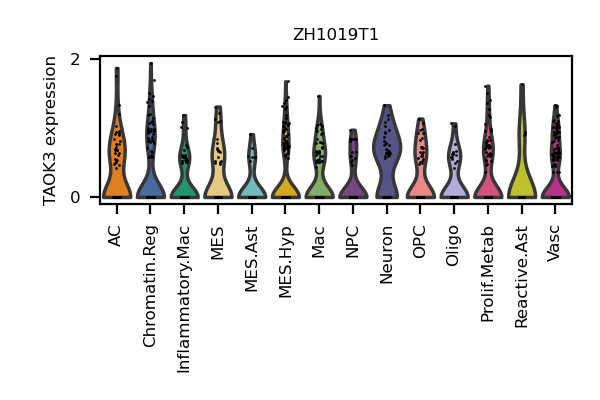 ZH1019T1
TAOK3 expression
2
0
AC
Chromatin.Reg
Inflammatory.Mac
MES
MES.Ast
MES.Hyp
Mac
NPC
Neuron
OPC
Oligo
Prolif.Metab
Reactive.Ast
Vasc